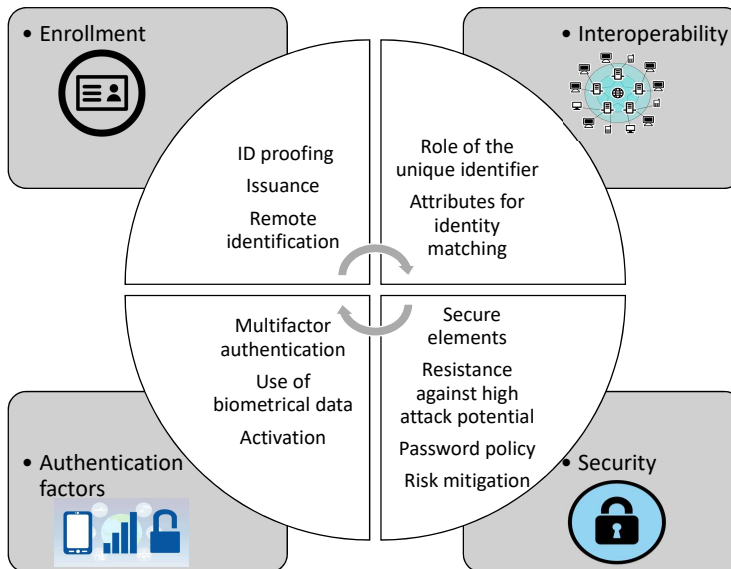 • Enrollment
ID proofing
Issuance
Remote
identification
• Interoperability
Role of the
unique identifier
Attributes for
identity
matching
Multifactor
authentication
Use of
biometrical data
Activation
• Authentication
factors
Secure
elements
Resistance
against high
attack potential
Password policy
Risk mitigation
• Security